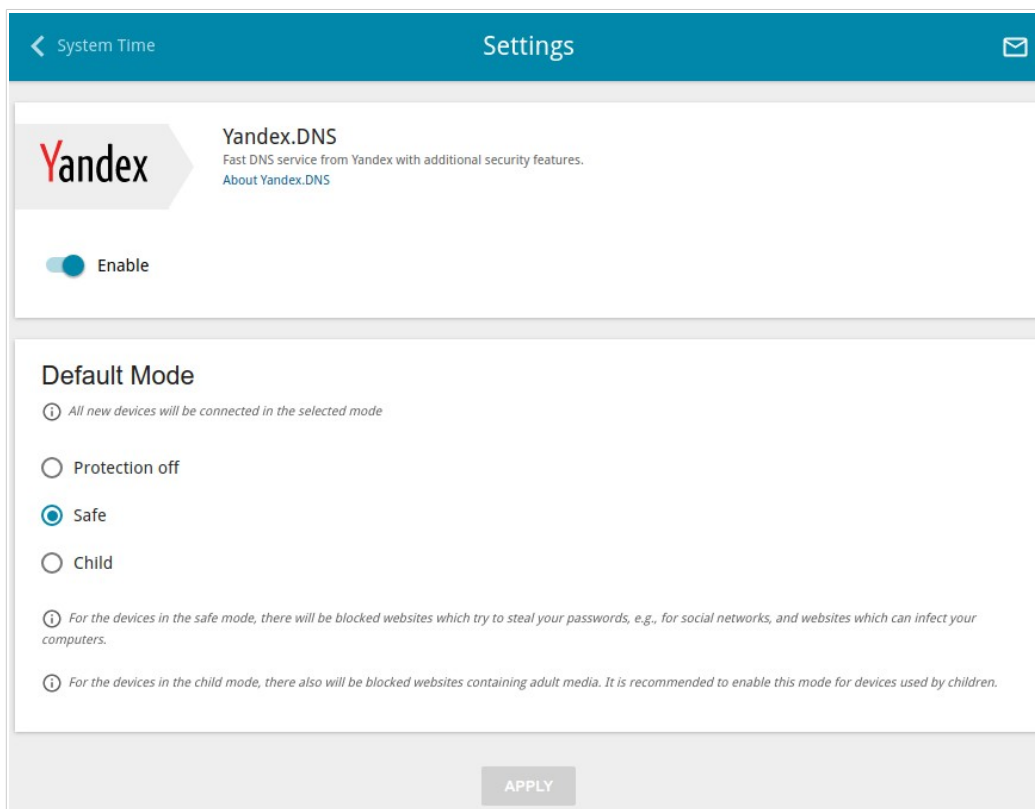 System Time
Settings
Yandex
Yandex.DNS
Fast DNS service from Yandex with additional security features.
About Yandex.DNS
Enable
Default Mode
All new devices will be connected in the selected mode
Protection off
Safe
Child
For the devices in the safe mode, there will be blocked websites which try to steal your passwords, e.g., for social networks, and websites which can infect your
computers.
For the devices in the child mode, there also will be blocked websites containing adult media. It is recommended to enable this mode for devices used by children.
APPLY